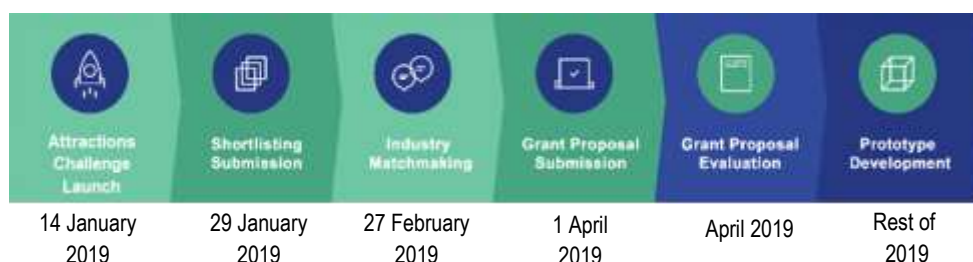 Attractions
Challenge
Launch
14 January
2019
Shortlisting
Submission
29 January
2019
Industry
Matchmaking
27 February
2019
Grant Proposal
Submission
1 April
2019
Grant Proposal
Evaluation
April 2019
Prototype
Development
Rest of
2019